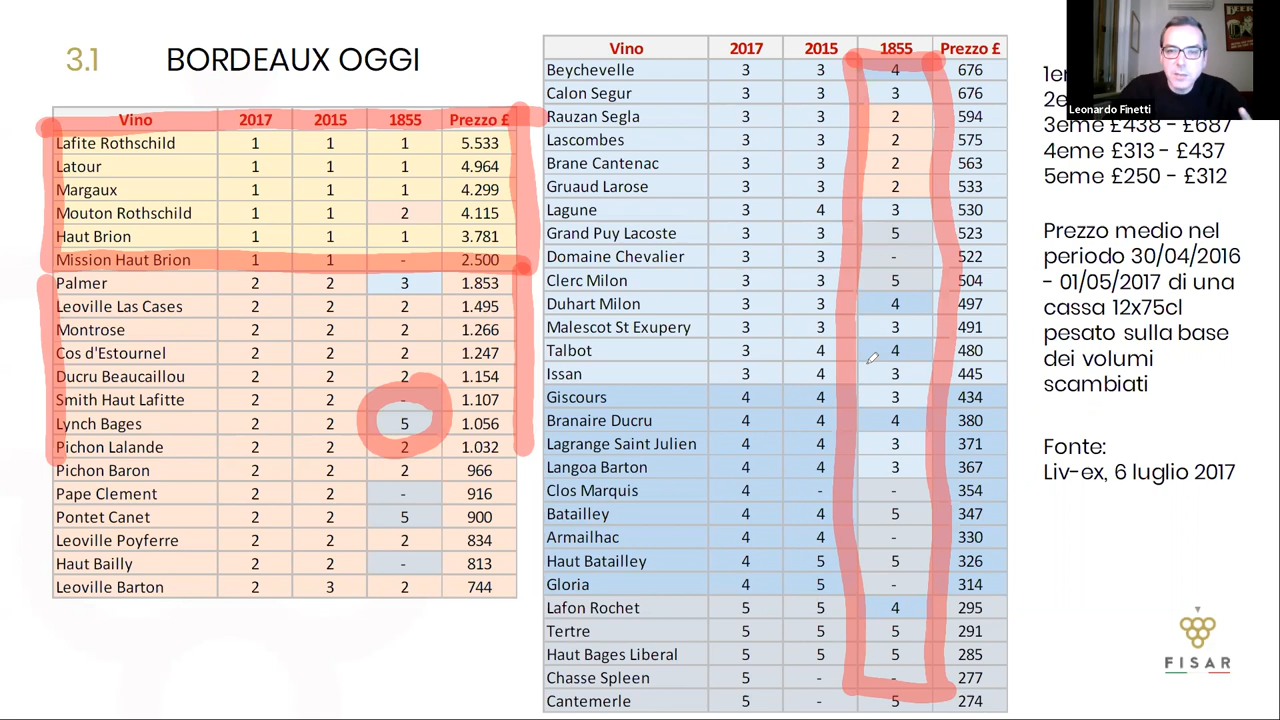 3.1 BORDEAUX OGGI
Vino 2017 2015 1855 Prezzo £
Lafite Rothschild 1 1 1 5.533
Latour 1 1 1 4.964
Margaux 1 1 1 4.299
Mouton Rothschild 1 1 2 4.115
Haut Brion 1 1 1 3.781
Mission Haut Brion 1 1 - 2.500
Palmer 2 2 3 1.853
Leoville Las Cases 2 2 2 1.495
Montrose 2 2 2 1.266
Cos d'Estournel 2 2 2 1.247
Ducru Beaucaillou 2 2 2 1.154
Smith Haut Lafitte 2 2 - 1.107
Lynch Bages 2 2 5 1.056
Pichon Lalande 2 2 2 1.032
Pichon Baron 2 2 2 966
Pape Clement 2 2 - 916
Pontet Canet 2 2 5 900
Leoville Poyferre 2 2 2 834
Haut Bailly 2 2 - 813
Leoville Barton 2 3 2 744
Vino 2017 2015 1855 Prezzo £
Beychevelle 3 3 4 676
Calon Segur 3 3 3 676
Rauzan Segla 3 3 2 594
Lascombes 3 3 2 575
Brane Cantenac 3 3 2 563
Gruaud Larose 3 3 2 533
Lagune 3 4 3 530
Grand Puy Lacoste 3 3 5 523
Domaine Chevalier 3 3 - 522
Clerc Milon 3 3 5 504
Duhart Milon 3 3 4 497
Malescot St Exupery 3 3 3 491
Talbot 3 4 4 480
Issan 3 4 3 445
Giscours 4 4 3 434
Branaire Ducru 4 4 4 380
Lagrange Saint Julien 4 4 3 371
Langoa Barton 4 4 3 367
Clos Marquis 4 - - 354
Batailley 4 4 5 347
Armailhac 4 4 - 330
Haut Batailley 4 5 5 326
Gloria 4 5 - 314
Lafon Rochet 5 5 4 295
Tertre 5 5 5 291
Haut Bages Liberal 5 5 5 285
Chasse Spleen 5 - - 277
Cantemerle 5 - 5 274
Leonardo Finetti
3eme £438 - £687
4eme £313 - £437
5eme £250 - £312
Prezzo medio nel
periodo 30/04/2016
- 01/05/2017 di una
cassa 12x75cl
pesato sulla base
dei volumi
scambiati
Fonte:
Liv-ex, 6 luglio 2017
FISAR